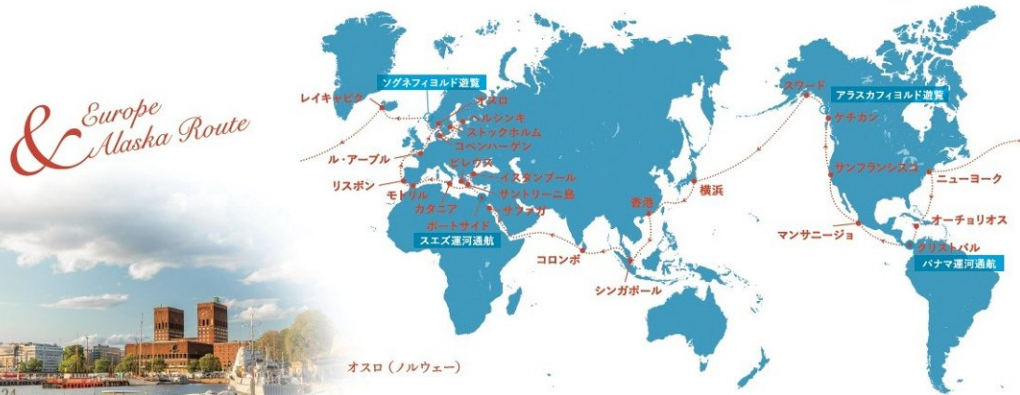 & Europe
Alaska Route
ソグネフィヨルド遊覧
レイキャビク
オスロ
ヘルシンキ
ストックホルム
コペンハーゲン
ル・アーブル
ピレウス
リスボン
イスタンブール
モトリル
サントリーニ島
カタニア
サファガ
ポートサイド
スエズ運河通航
コロンボ
シンガポール
香港
横浜
スワード
アラスカフィヨルド遊覧
ケチカン
サンフランシスコ
ニューヨーク
マンサニージョ
オーチョリオス
クリストバル
パナマ運河通航
オスロ（ノルウェー）
24